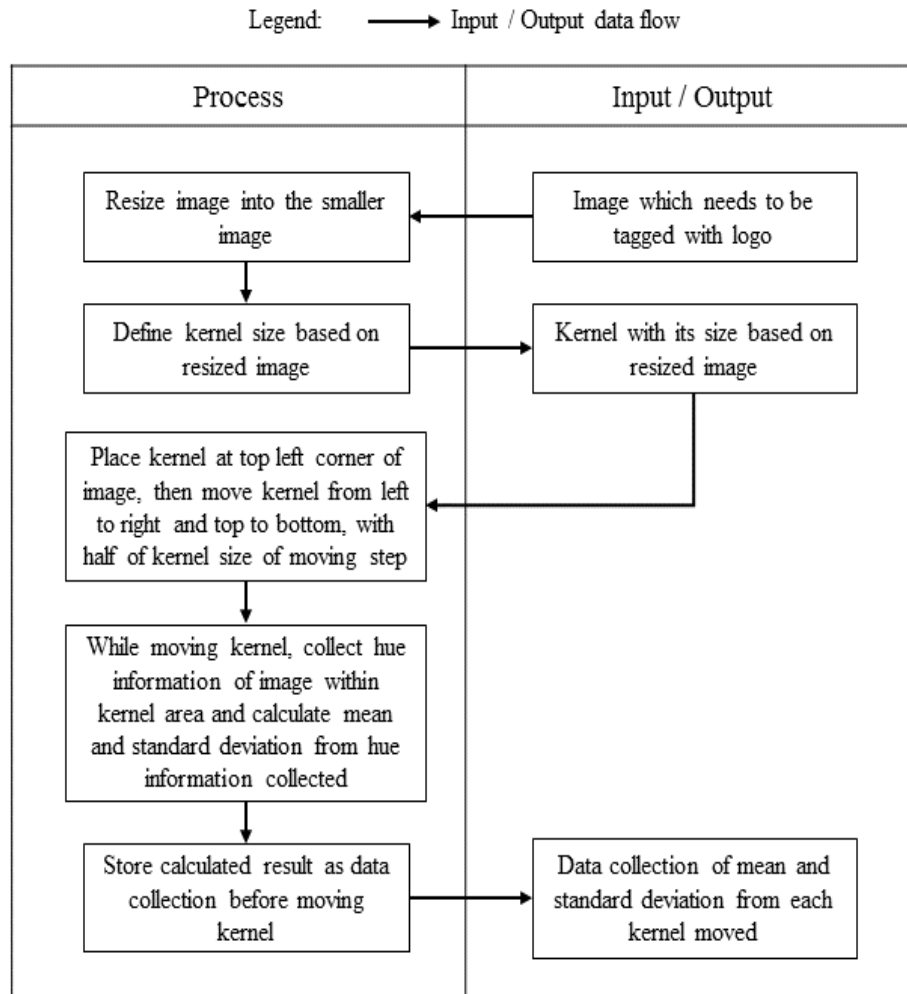 Legend: Input / Output data flow
Process
Input / Output
Resize image into the smaller
image
Image which needs to be
tagged with logo
Define kernel size based on
resized image
Kernel with its size based on
resized image
Place kernel at top left corner of
image, then move kernel from left
to right and top to bottom, with
half of kernel size of moving step
While moving kernel, collect hue
information of image within
kernel area and calculate mean
and standard deviation from hue
information collected
Store calculated result as data
collection before moving
kernel
Data collection of mean and
standard deviation from each
kernel moved